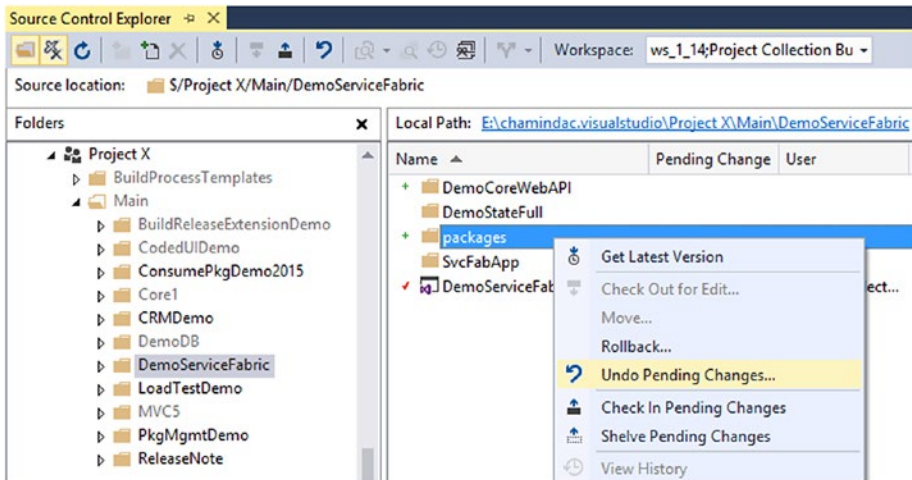 Source Control Explorer
Workspace: ws_1_14;Project Collection Bu
Source location: $/Project X/Main/DemoServiceFabric
Folders
Project X
BuildProcessTemplates
Main
BuildReleaseExtensionDemo
CodedUIDemo
ConsumePkgDemo2015
Core1
CRMDemo
DemoDB
DemoServiceFabric
LoadTestDemo
MVC5
PkgMgmtDemo
ReleaseNote
Local Path: E:\chamindac.visualstudio\Project X\Main\DemoServiceFabric
Name Pending Change User
DemoCoreWebAPI
DemoStateFull
packages
SvcFabApp
DemoServiceFab ect...
Get Latest Version
Check Out for Edit...
Move...
Rollback...
Undo Pending Changes...
Check In Pending Changes
Shelve Pending Changes
View History